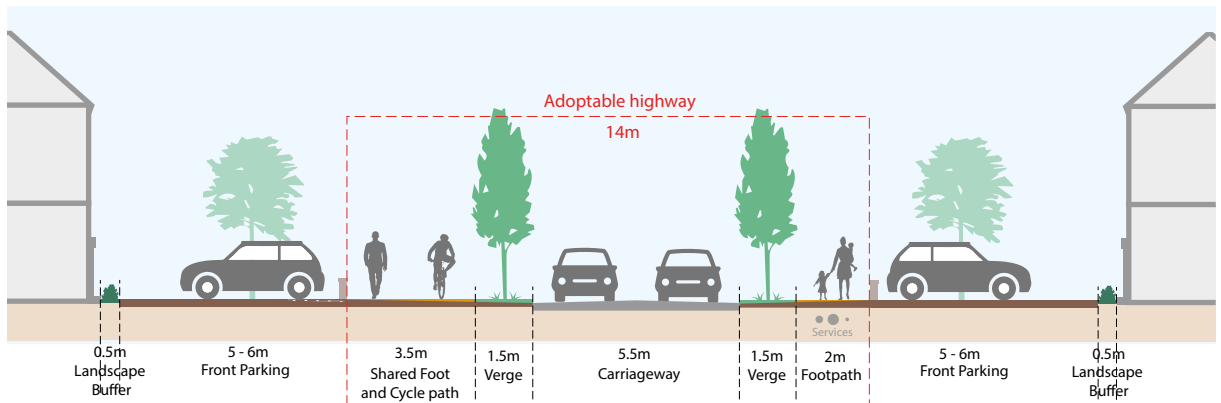 Adoptable highway
14m
Services
0.5m
Landscape
Buffer
5 - 6m
Front Parking
3.5m
Shared Foot
and Cycle path
1.5m
Verge
5.5m
Carriageway
1.5m
Verge
2m
Footpath
5 - 6m
Front Parking
0.5m
Landscape
Buffer